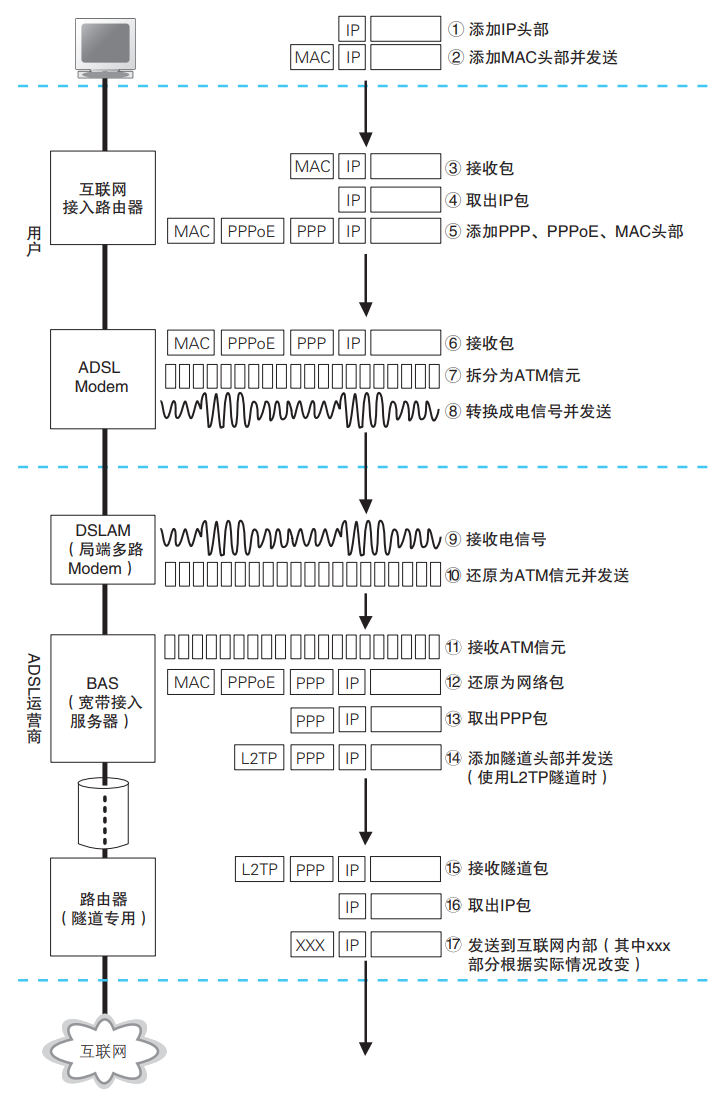 IP ① 添加IP头部
MAC IP ② 添加MAC头部并发送
MAC IP ③ 接收包
互联网
接入路由器
IP ④ 取出IP包
MAC PPPoE PPP IP ⑤ 添加PPP、PPPoE、MAC头部
用户
MAC PPPoE PPP IP ⑥ 接收包
ADSL
Modem
⑦ 拆分为ATM信元
⑧ 转换成电信号并发送
DSLAM
(局端多路
Modem)
⑨ 接收电信号
⑩ 还原为ATM信元并发送
⑪ 接收ATM信元
BAS
(宽带接入
服务器)
MAC PPPoE PPP IP ⑫ 还原为网络包
PPP IP ⑬ 取出PPP包
ADSL运营商
L2TP PPP IP ⑭ 添加隧道头部并发送
(使用L2TP隧道时)
L2TP PPP IP ⑮ 接收隧道包
路由器
(隧道专用)
IP ⑯ 取出IP包
XXX IP ⑰ 发送到互联网内部(其中xxx
部分根据实际情况改变)
互联网